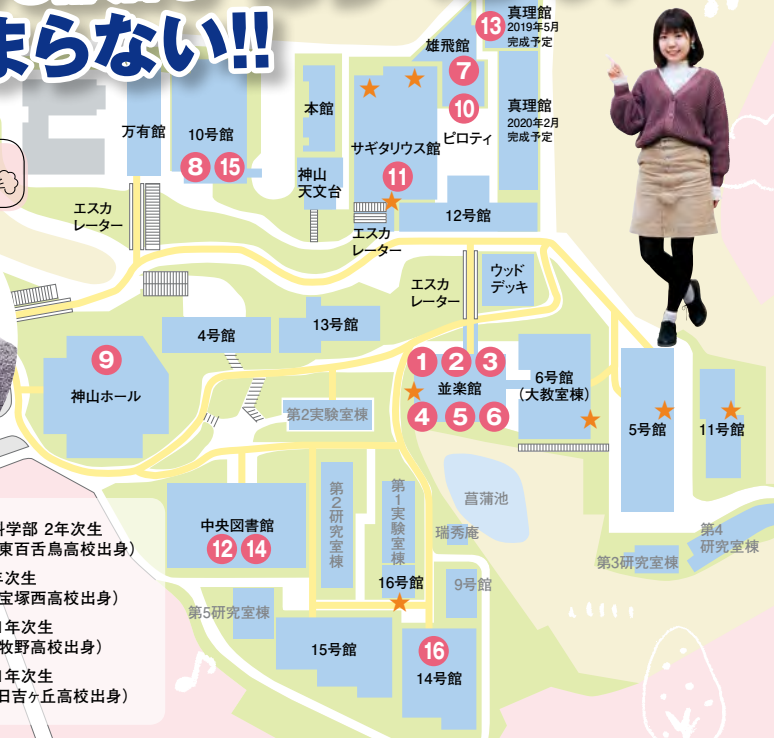 まらない!!
⑬
真理館
2019年5月
完成予定
雄飛館
⑦
⑩
ピロティ
真理館
2020年2月
完成予定
万有館
10号館
⑧ ⑮
本館
神山
天文台
サギタリウス館
⑪
12号館
エスカ
レーター
エスカ
レーター
エスカ
レーター
ウッド
デッキ
4号館
13号館
⑨
神山ホール
① ② ③
並楽館
④ ⑤ ⑥
6号館
(大教室棟)
5号館
11号館
第2実験室棟
中央図書館
⑫ ⑭
第2研究室棟
第1実験室棟
菖蒲池
瑞秀庵
16号館
9号館
第3研究室棟
第4
研究室棟
第5研究室棟
15号館
⑯
14号館
科学部 2年次生
東百舌鳥高校出身)
年次生
宝塚西高校出身)
1年次生
牧野高校出身)
1年次生
日吉ヶ丘高校出身)